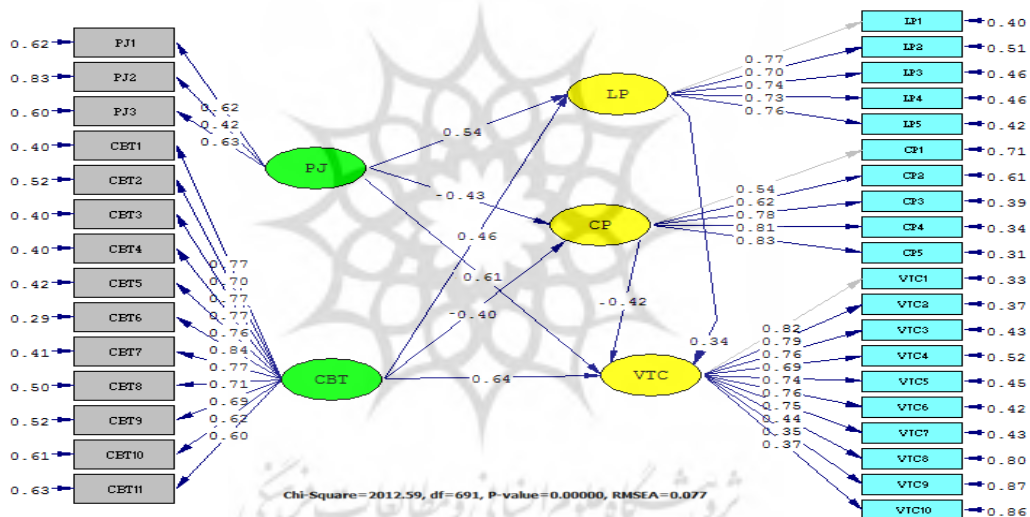 0.62 PJ1
0.83 PJ2
0.60 PJ3
0.40 CBT1
0.52 CBT2
0.40 CBT3
0.40 CBT4
0.42 CBT5
0.29 CBT6
0.41 CBT7
0.50 CBT8
0.52 CBT9
0.61 CBT10
0.63 CBT11
0.62
0.42
0.63
0.77
0.70
0.77
0.77
0.76
0.84
0.77
0.71
0.69
0.62
0.60
PJ
CBT
0.54
-0.43
0.46
0.61
-0.40
0.64
-0.42
0.34
LP
CP
VTC
0.77
0.70
0.74
0.73
0.76
0.54
0.62
0.78
0.81
0.83
0.82
0.79
0.76
0.69
0.74
0.76
0.75
0.44
0.35
0.37
LP1 0.40
LP2 0.51
LP3 0.46
LP4 0.46
LP5 0.42
CP1 0.71
CP2 0.61
CP3 0.39
CP4 0.34
CP5 0.31
VTC1 0.33
VTC2 0.37
VTC3 0.43
VTC4 0.52
VTC5 0.45
VTC6 0.42
VTC7 0.43
VTC8 0.80
VTC9 0.87
VTC10 0.86
Chi-Square=2012.59, df=691, P-value=0.00000, RMSEA=0.077